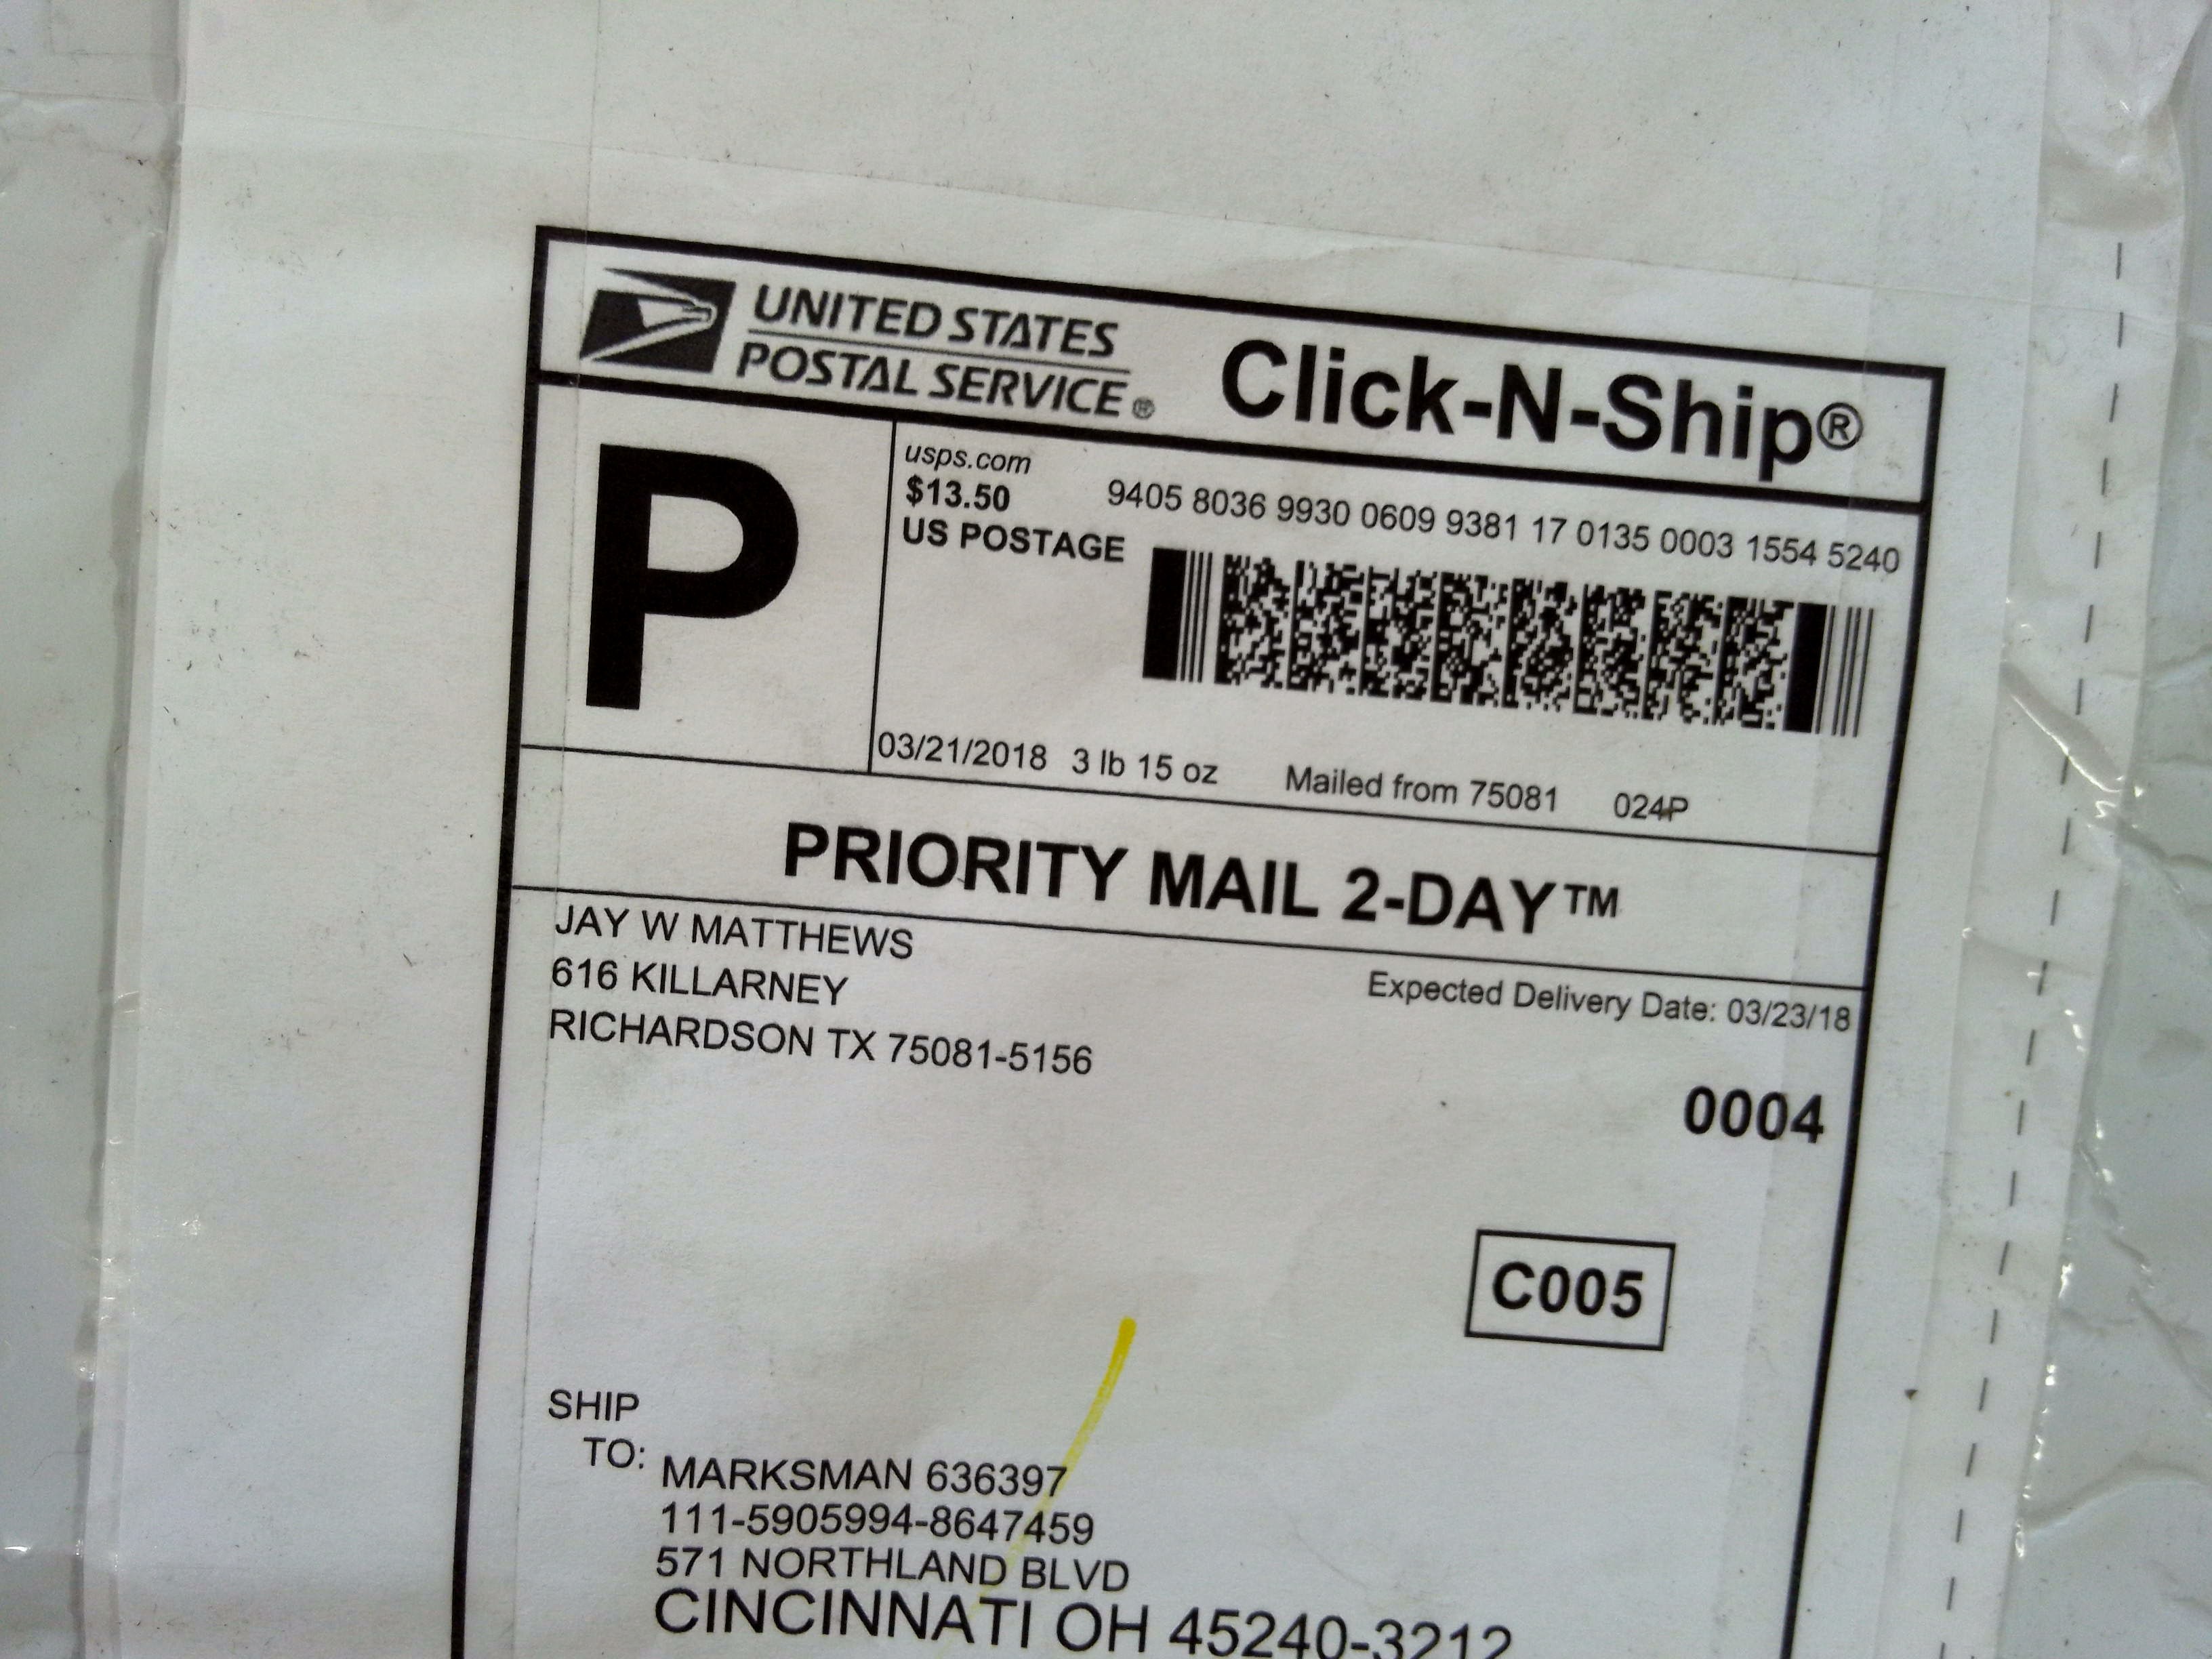 UNITED STATES
POSTAL SERVICE®
Click-N-Ship®
P
usps.com
$13.50
US POSTAGE
9405 8036 9930 0609 9381 17 0135 0003 1554 5240
03/21/2018 3 lb 15 oz Mailed from 75081 024P
PRIORITY MAIL 2-DAY™
JAY W MATTHEWS
616 KILLARNEY
RICHARDSON TX 75081-5156
Expected Delivery Date: 03/23/18
0004
C005
SHIP
TO:
MARKSMAN 636397
111-5905994-8647459
571 NORTHLAND BLVD
CINCINNATI OH 45240-3212